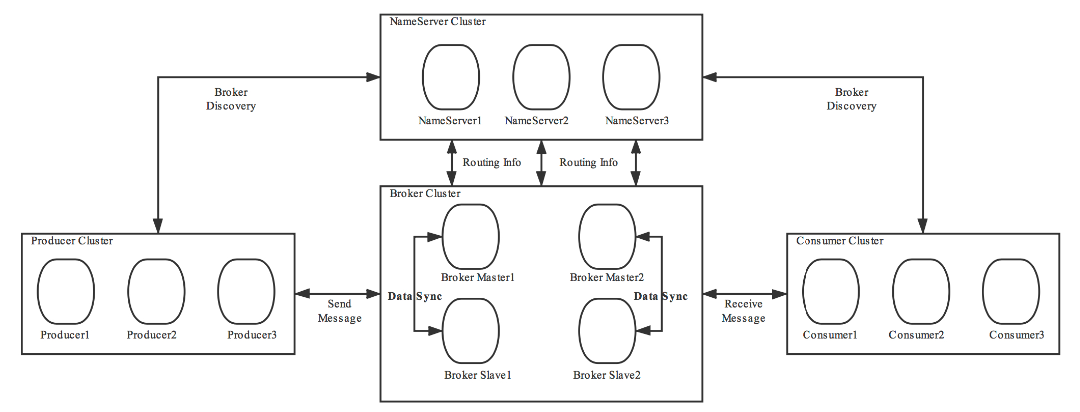 NameServer Cluster
NameServer1
NameServer2
NameServer3
Broker
Discovery
Broker
Discovery
Routing Info
Routing Info
Broker Cluster
Broker Master1
Broker Master2
Data Sync
Data Sync
Broker Slave1
Broker Slave2
Producer Cluster
Producer1
Producer2
Producer3
Send
Message
Receive
Message
Consumer Cluster
Consumer1
Consumer2
Consumer3